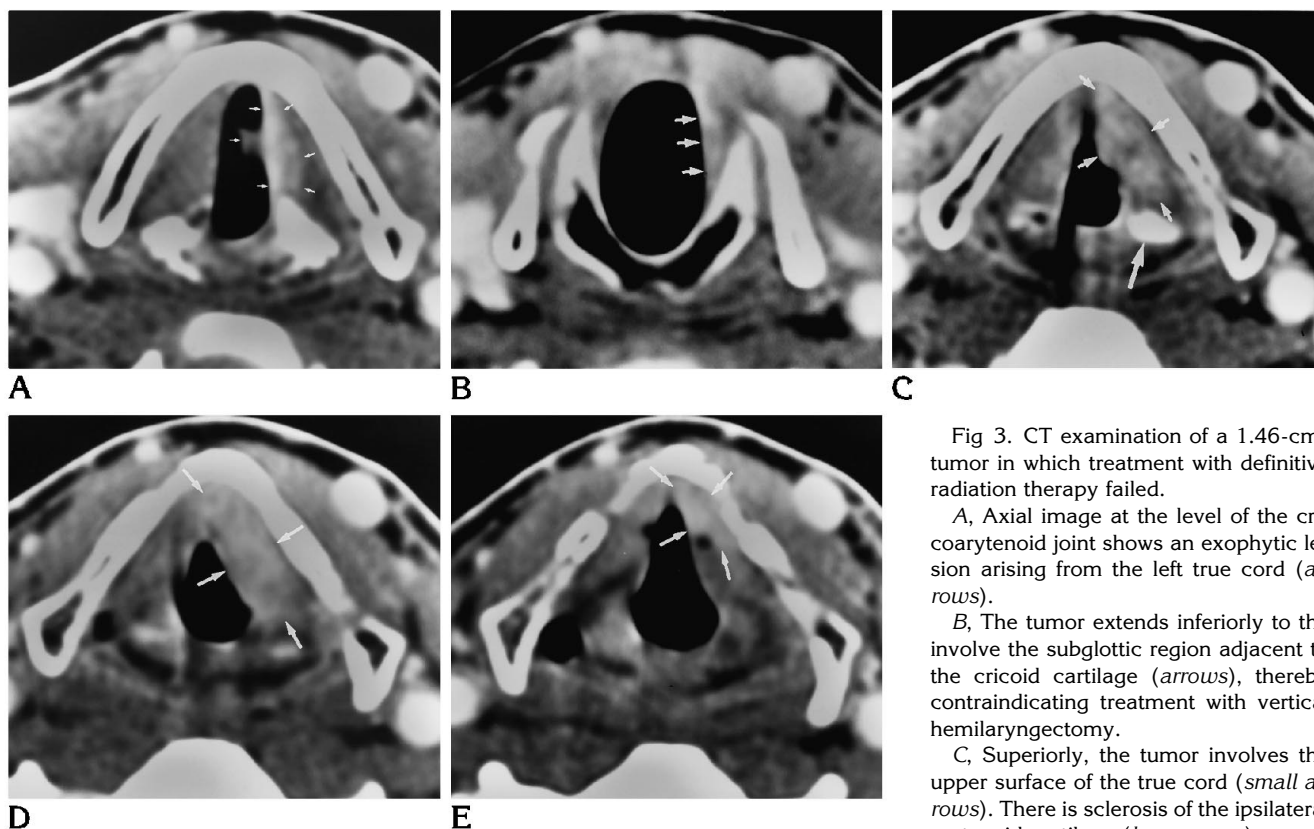 A
B
C
D
E
Fig 3. CT examination of a 1.46-cm
tumor in which treatment with definitiv
radiation therapy failed.
A, Axial image at the level of the cri
coarytenoid joint shows an exophytic le
sion arising from the left true cord (a
rows).
B, The tumor extends inferiorly to th
involve the subglottic region adjacent t
the cricoid cartilage (arrows), thereb
contraindicating treatment with vertica
hemilaryngectomy.
C, Superiorly, the tumor involves th
upper surface of the true cord (small a
rows). There is sclerosis of the ipsilatera